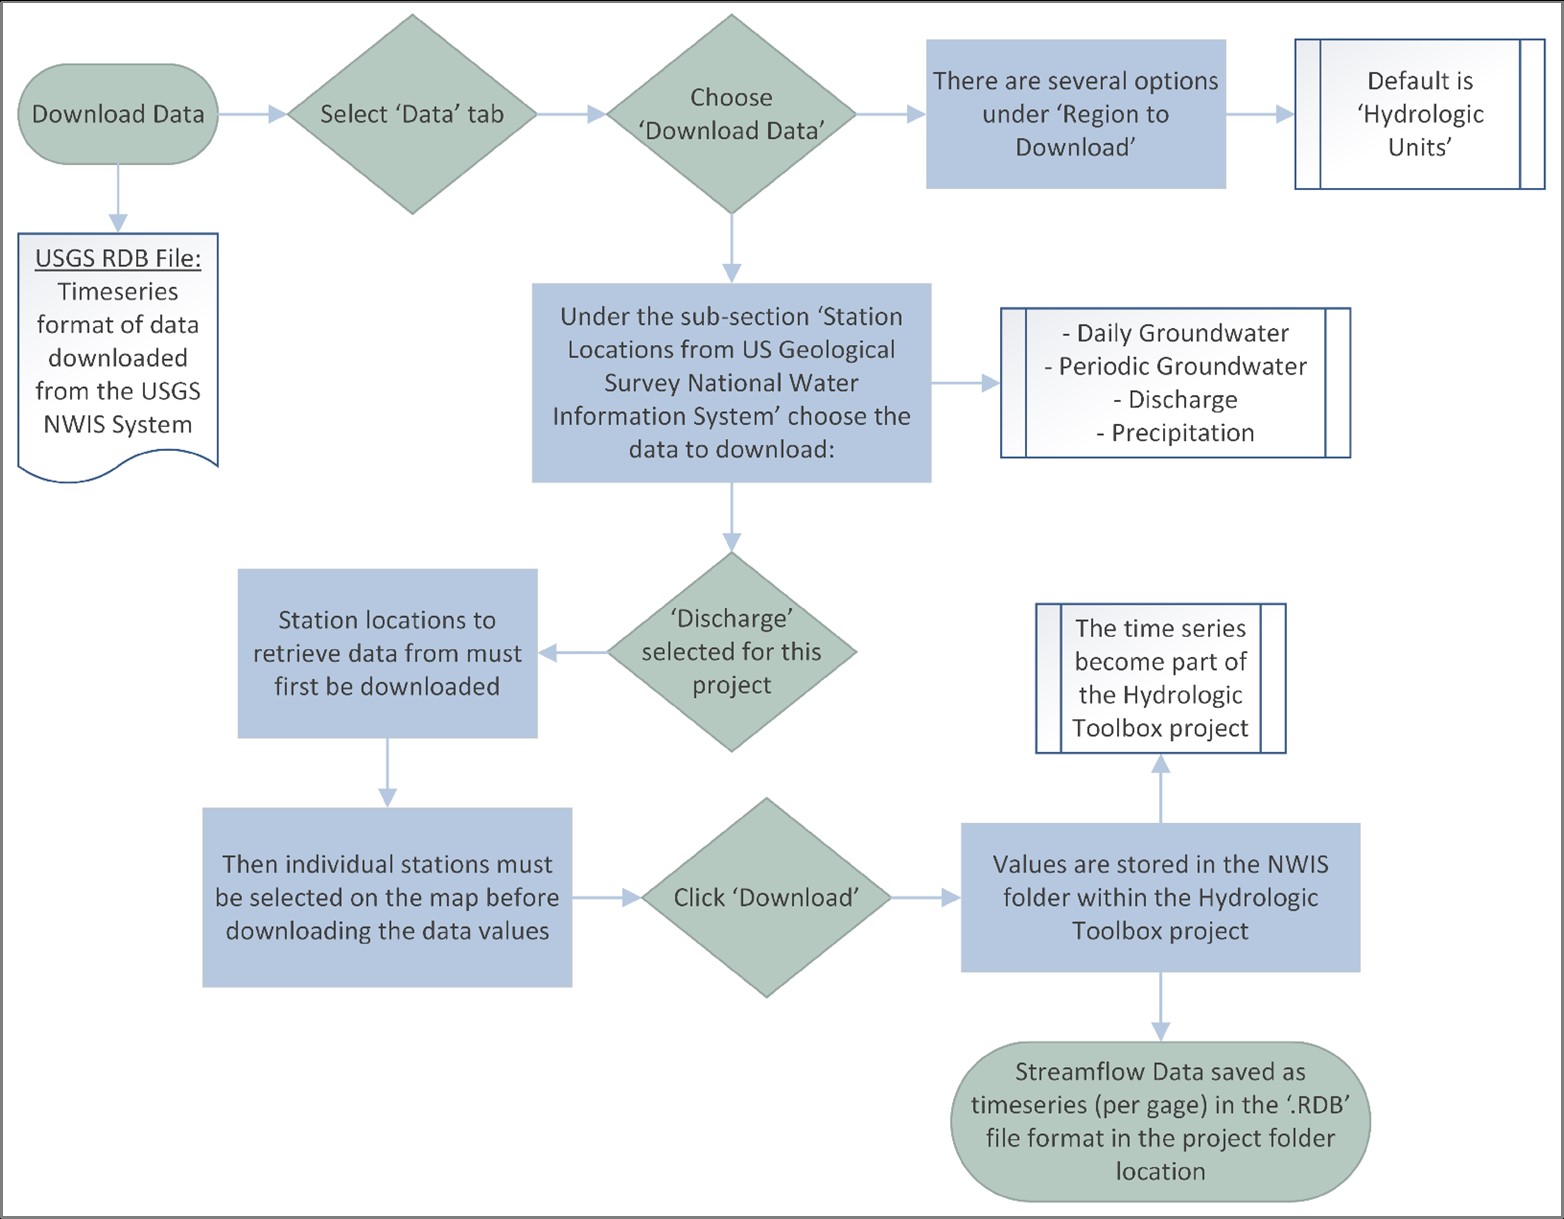 Download Data
Select ‘Data’ tab
Choose
‘Download Data’
There are several options
under ‘Region to
Download’
Default is
‘Hydrologic
Units’
USGS RDB File:
Timeseries
format of data
downloaded
from the USGS
NWIS System
Under the sub-section ‘Station
Locations from US Geological
Survey National Water
Information System’ choose the
data to download:
- Daily Groundwater
- Periodic Groundwater
- Discharge
- Precipitation
‘Discharge’
selected for this
project
Station locations to
retrieve data from must
first be downloaded
Then individual stations must
be selected on the map before
downloading the data values
Click ‘Download’
Values are stored in the NWIS
folder within the Hydrologic
Toolbox project
The time series
become part of
the Hydrologic
Toolbox project
Streamflow Data saved as
timeseries (per gage) in the ‘.RDB’
file format in the project folder
location